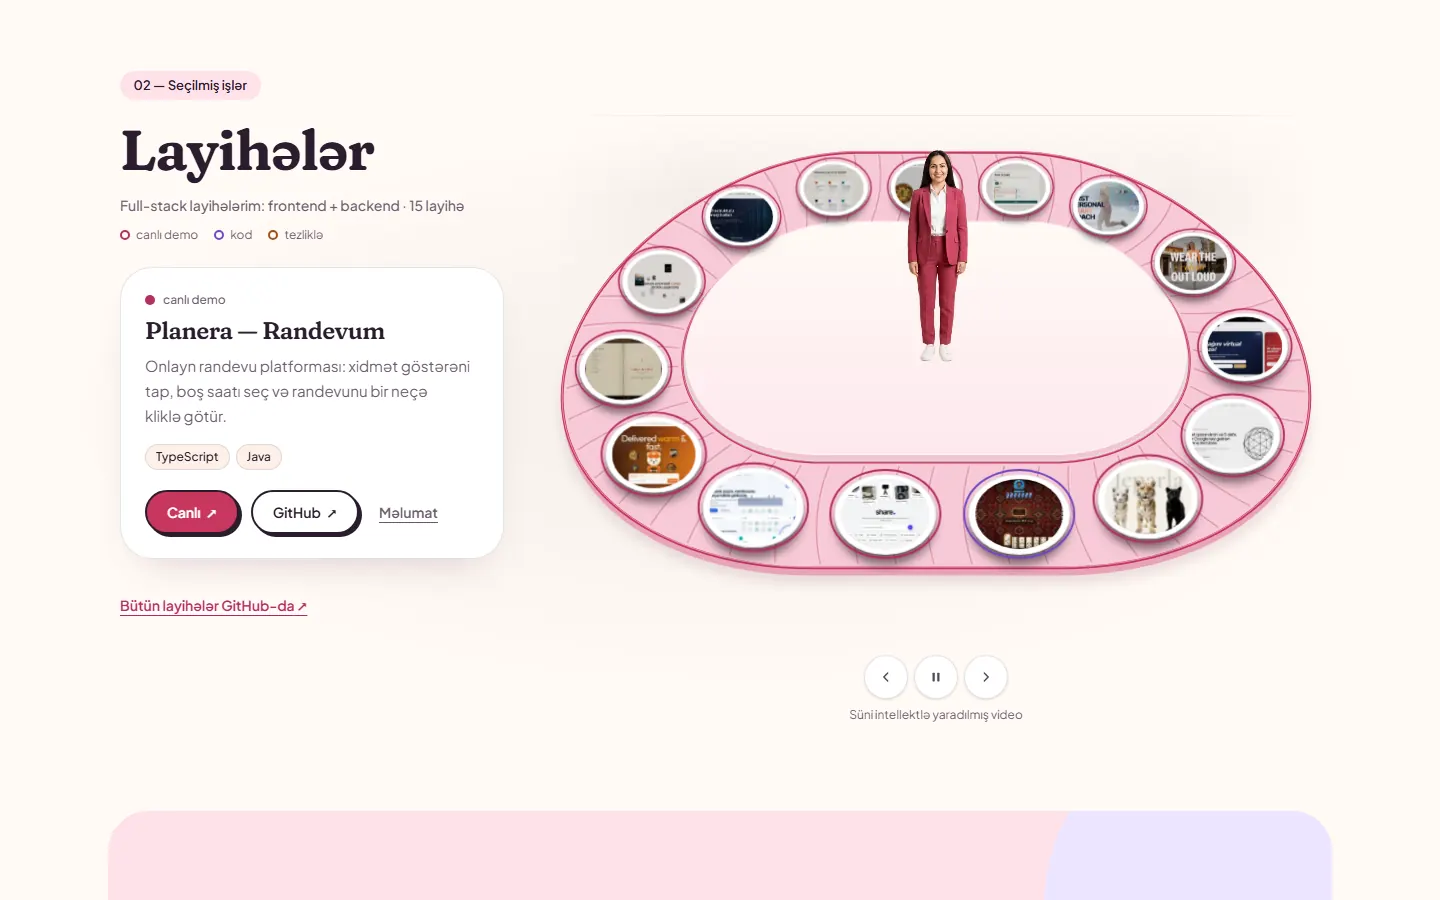 02 — Seçilmiş işlər
Layihələr
Full-stack layihələrim: frontend + backend · 15 layihə
canlı demo
kod
tezliklə
canlı demo
Planera — Randevum
Onlayn randevu platforması: xidmət göstərəni
tap, boş saatı seç və randevunu bir neçə
kliklə götür.
TypeScript
Java
Canlı ↗
GitHub ↗
Məlumat
Bütün layihələr GitHub-da ↗
WEAR THE
OUT LOUD
Delivered warm &
fast.
share.
Süni intellektlə yaradılmış video